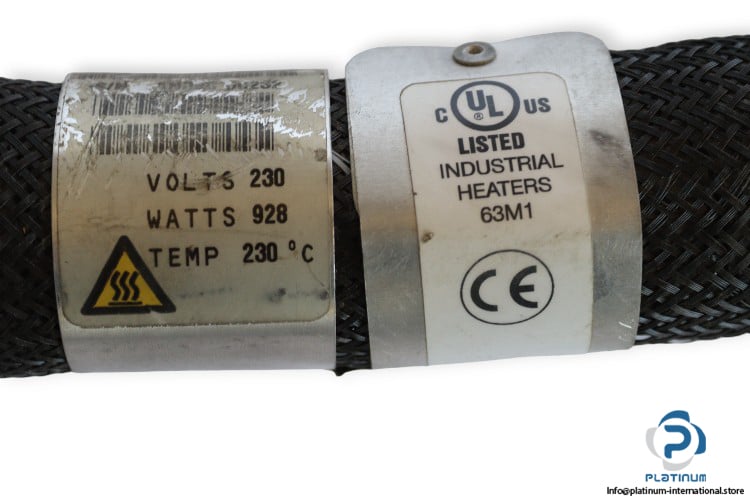 VOLTS 230
WATTS 928
TEMP 230 °C
C UL ® US
LISTED
INDUSTRIAL
HEATERS
63M1
CE
PLATINUM
Info@platinum-international.store